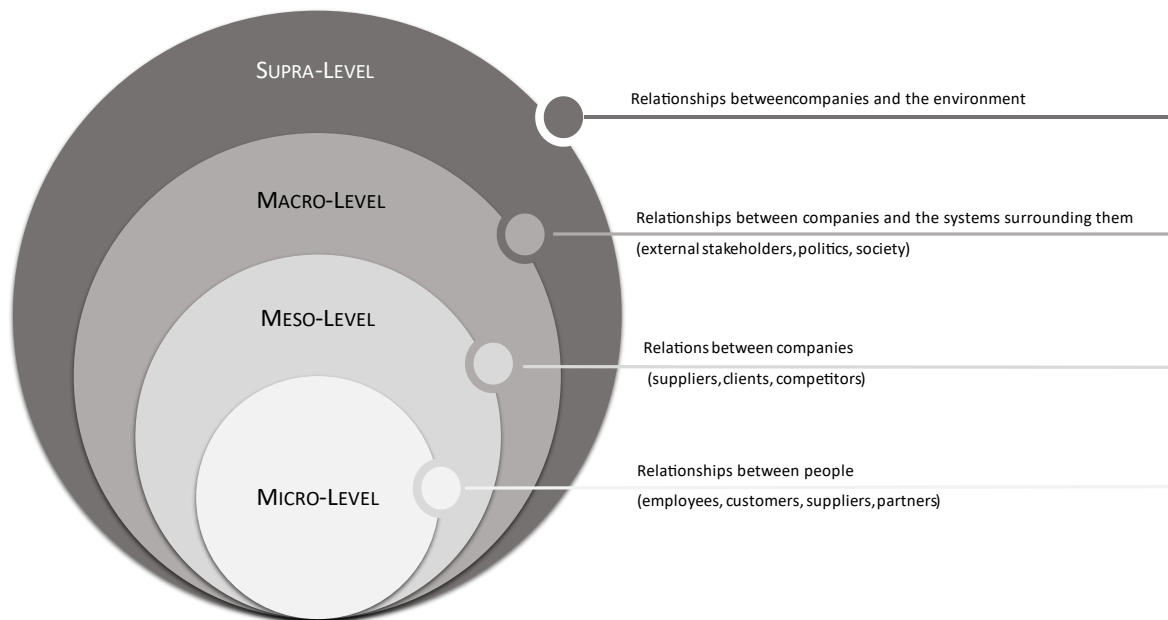 SUPRA-LEVEL
Relationships betweencompanies and the environment
MACRO-LEVEL
Relationships between companies and the systems surrounding them
(external stakeholders, politics, society)
MESO-LEVEL
Relations between companies
(suppliers, clients, competitors)
MICRO-LEVEL
Relationships between people
(employees, customers, suppliers, partners)